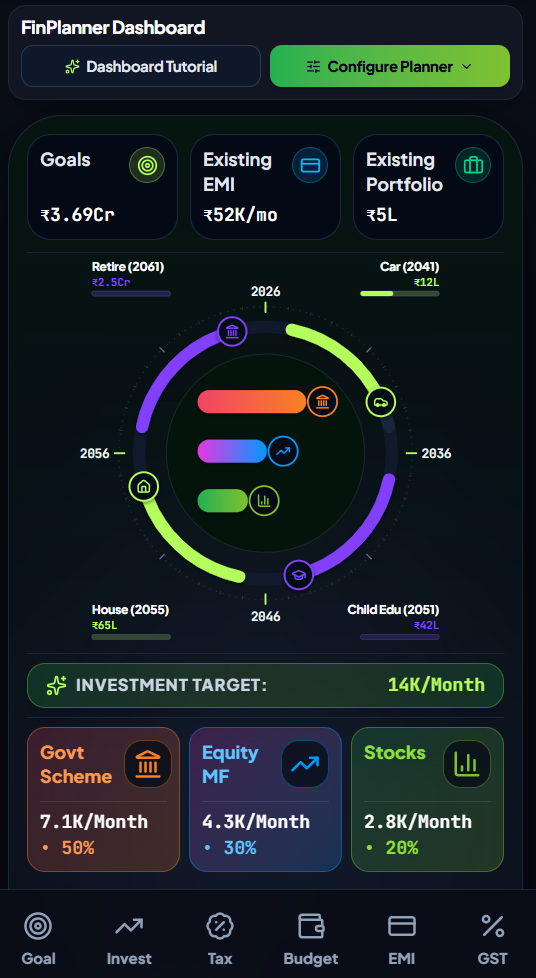 FinPlanner Dashboard
Dashboard Tutorial
Configure Planner
Goals
₹3.69Cr
Existing
EMI
₹52K/mo
Existing
Portfolio
₹5L
Retire (2061)
₹2.5Cr
Car (2041)
₹12L
2026
2056
2036
2046
House (2055)
₹65L
Child Edu (2051)
₹42L
INVESTMENT TARGET: 14K/Month
Govt
Scheme
7.1K/Month
• 50%
Equity
MF
4.3K/Month
• 30%
Stocks
2.8K/Month
• 20%
Goal Invest Tax Budget EMI GST